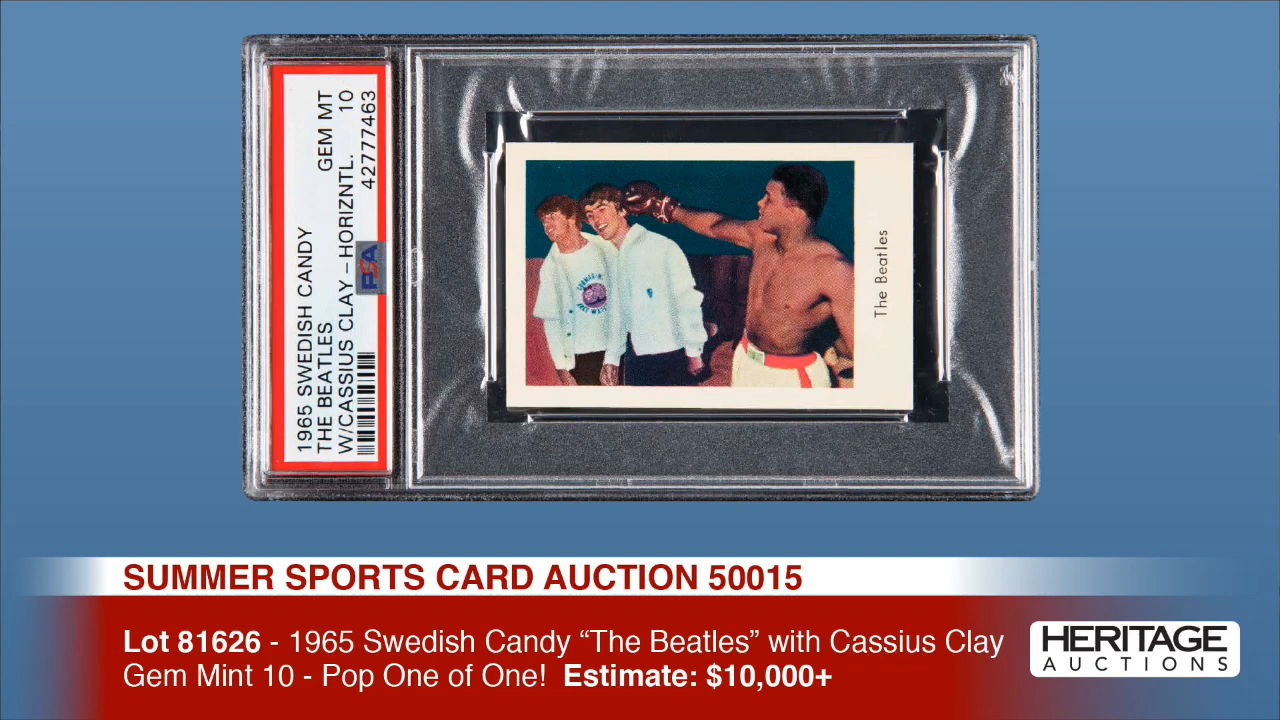 1965 SWEDISH CANDY
THE BEATLES GEM MT
W/CASSIUS CLAY – HORIZNTL. 10
42777463
PSA
The Beatles
SUMMER SPORTS CARD AUCTION 50015
Lot 81626 - 1965 Swedish Candy “The Beatles” with Cassius Clay
Gem Mint 10 - Pop One of One! Estimate: $10,000+
HERITAGE
AUCTIONS